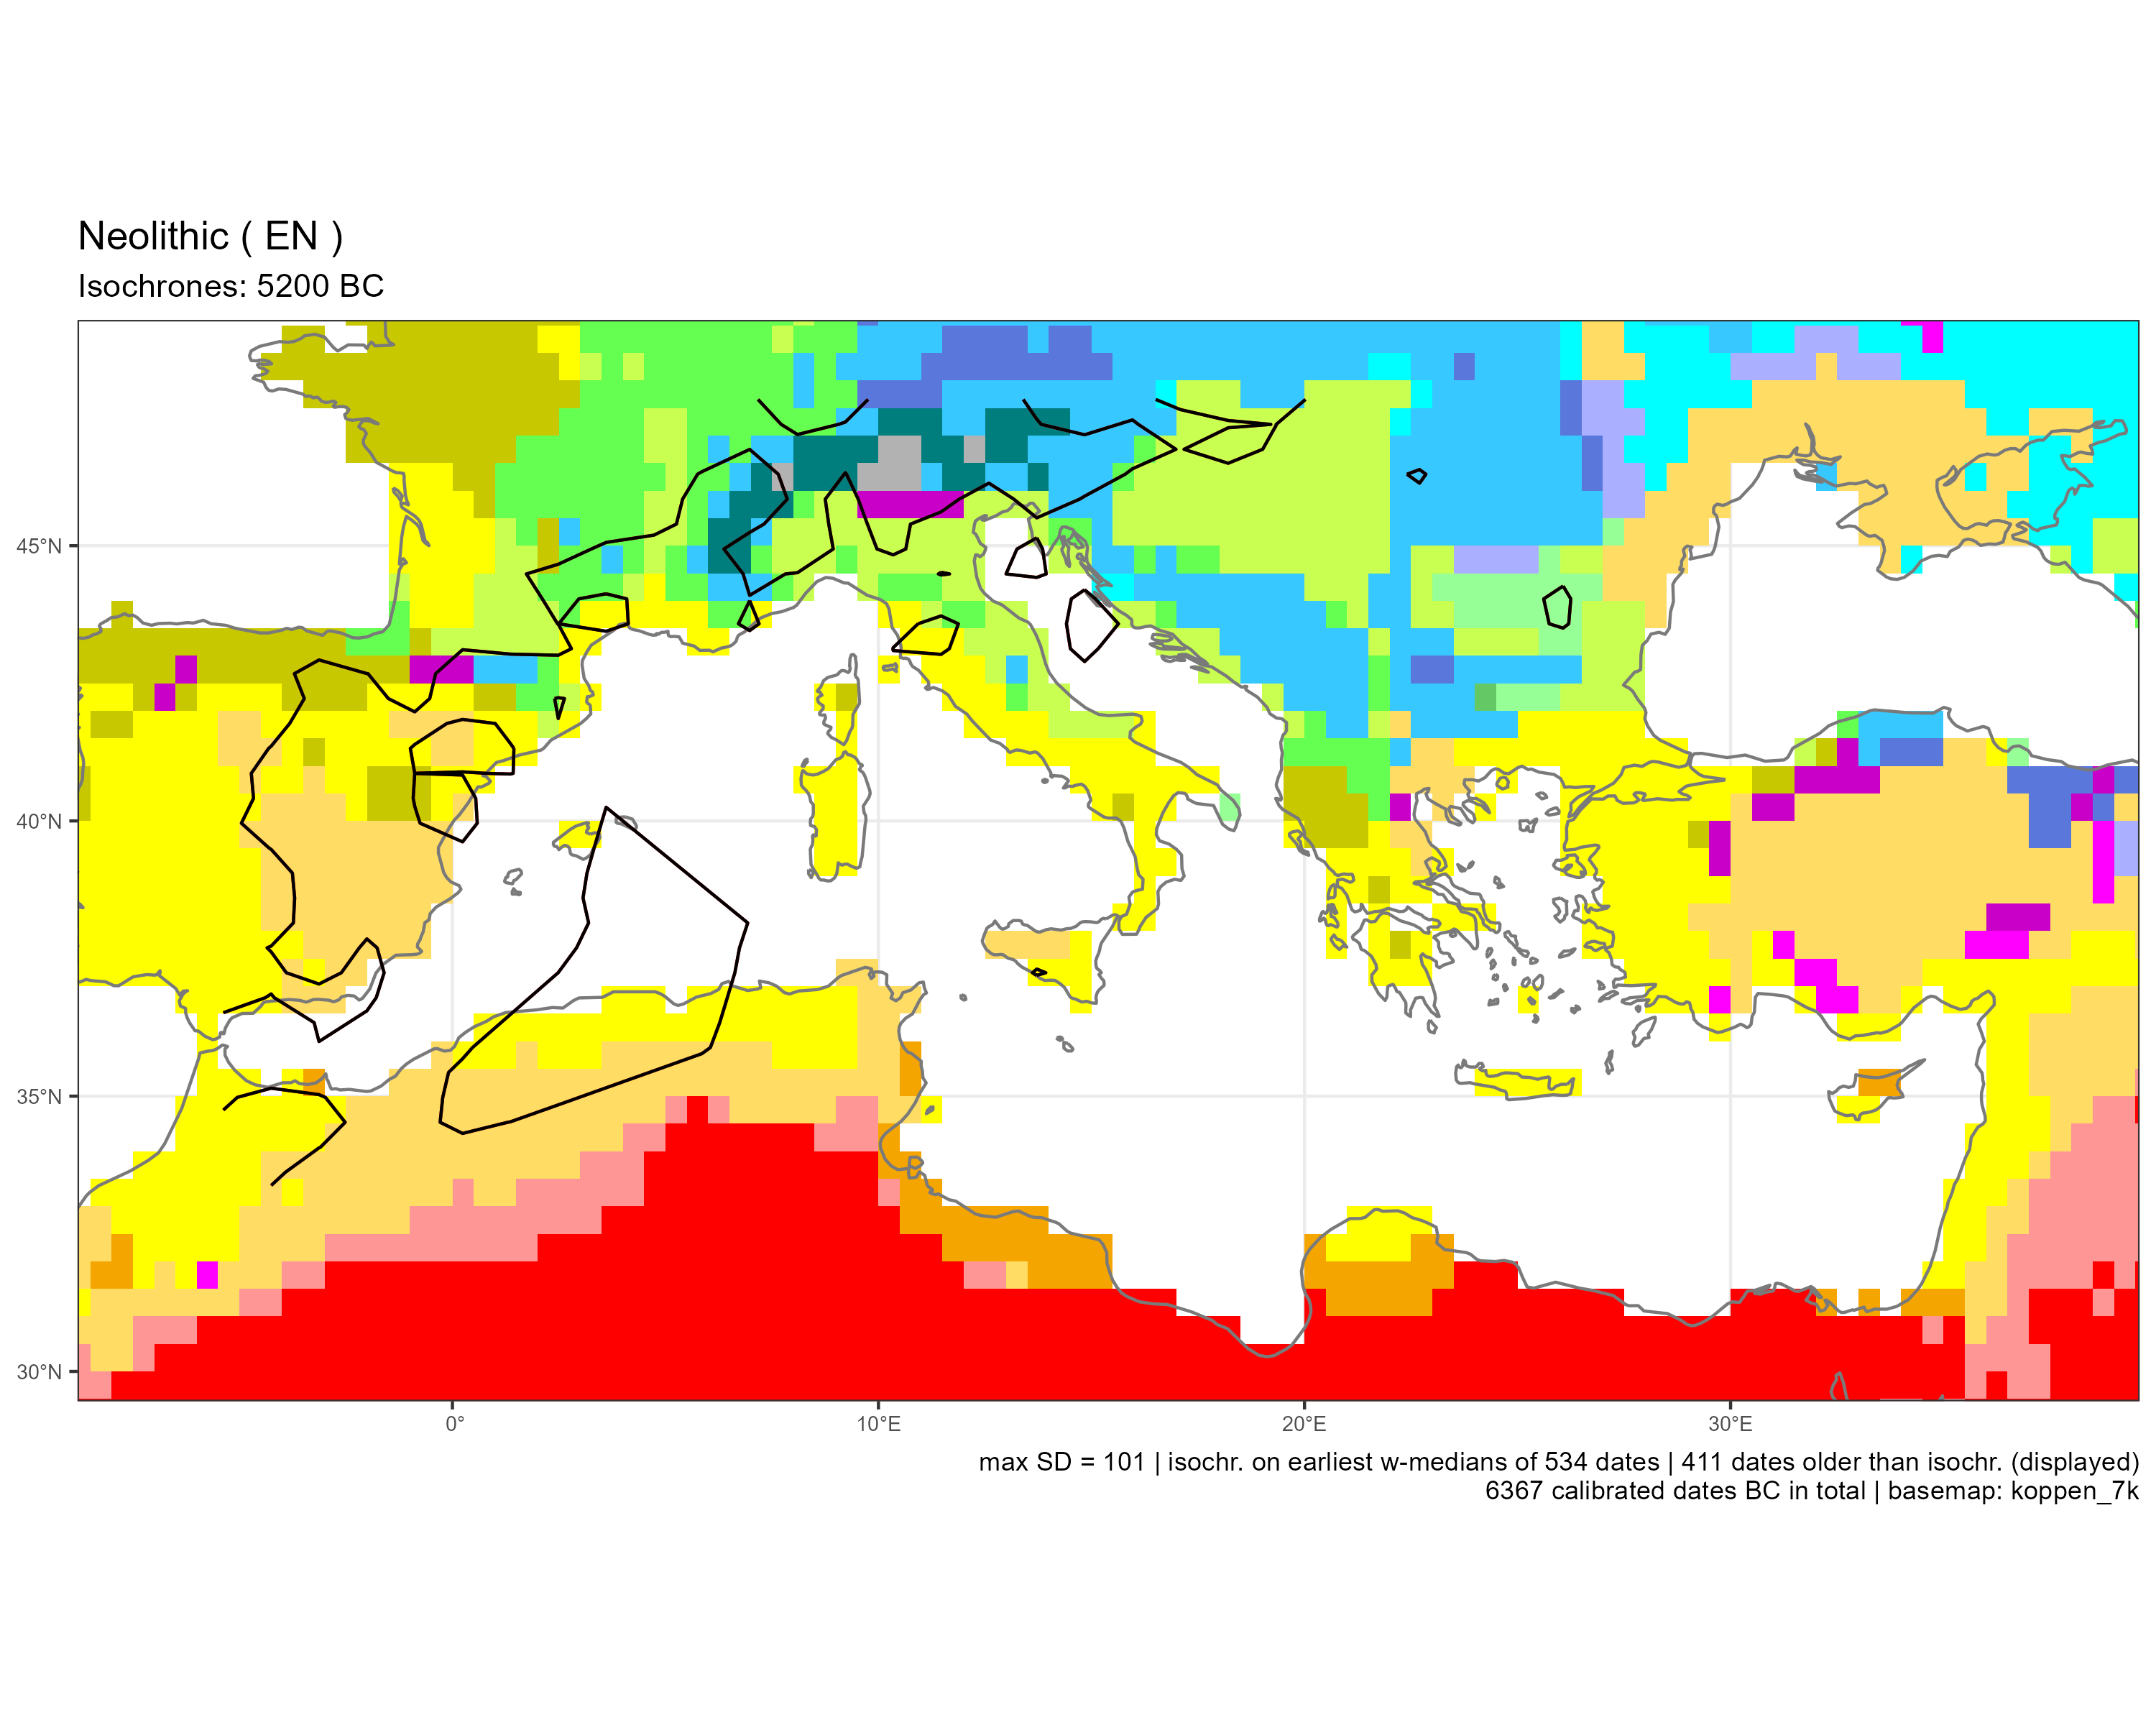 Neolithic ( EN )
Isochrones: 5200 BC
45°N
40°N
35°N
30°N
0°
10°E
20°E
30°E
max SD = 101 | isochr. on earliest w-medians of 534 dates | 411 dates older than isochr. (displayed)
6367 calibrated dates BC in total | basemap: koppen_7k